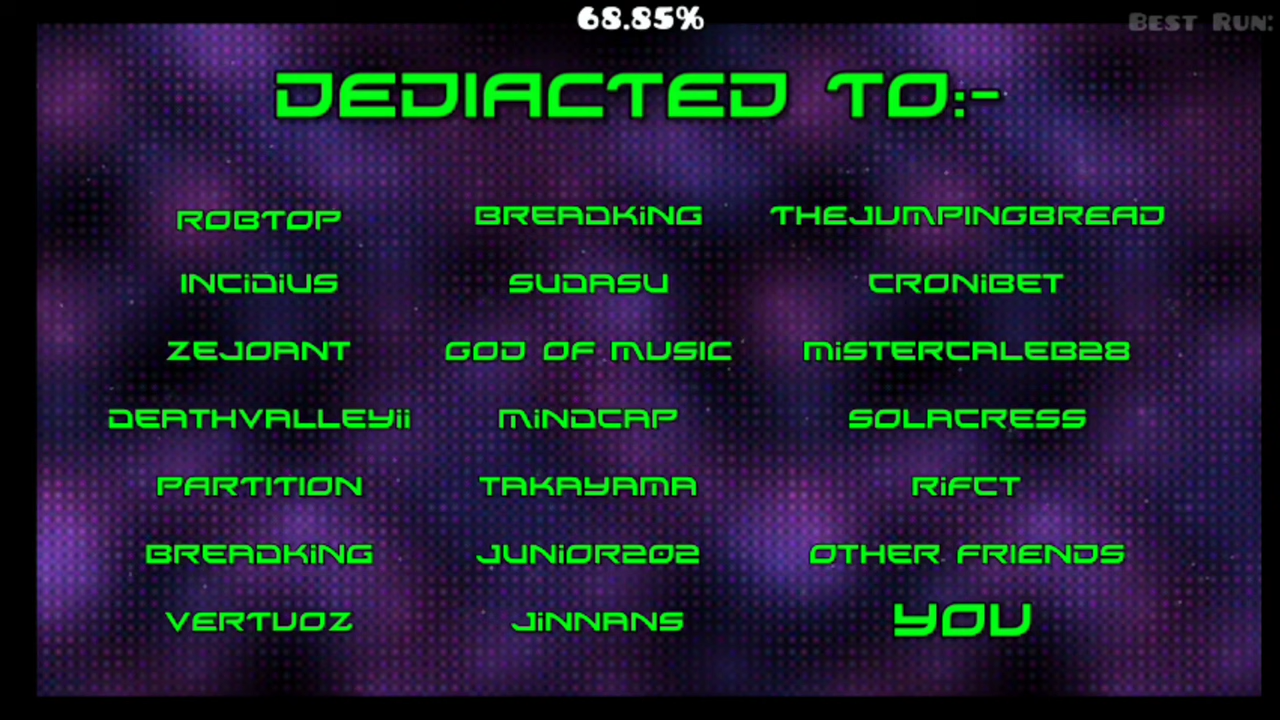 68.85%
Best Run:
DEDIACTED TO:-
ROBTOP BREADKiNG THEJUMPINGBREAD
INCiDiUS SUDASU CRONiBET
ZEJOANT GOD OF MUSIC MiSTERCALEB28
DEATHVALLEYii MiNDCAP SOLACRESS
PARTITION TAKAYAMA RiFCT
BREADKiNG JUNiOR202 OTHER FRIENDS
VERTUOZ JiNNANS YOU